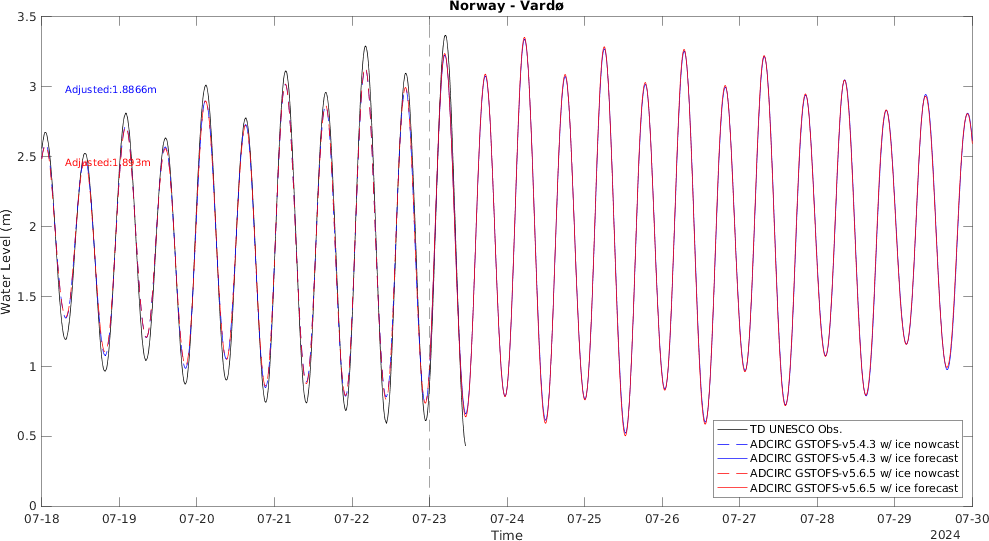 Norway - Vardø
3.5
3
2.5
2
1.5
1
0.5
0
Water Level (m)
Adjusted:1.8866m
Adjusted:1.893m
TD UNESCO Obs.
ADCIRC GSTOFS-v5.4.3 w/ ice nowcast
ADCIRC GSTOFS-v5.4.3 w/ ice forecast
ADCIRC GSTOFS-v5.6.5 w/ ice nowcast
ADCIRC GSTOFS-v5.6.5 w/ ice forecast
07-18 07-19 07-20 07-21 07-22 07-23 07-24 07-25 07-26 07-27 07-28 07-29 07-30
Time
2024